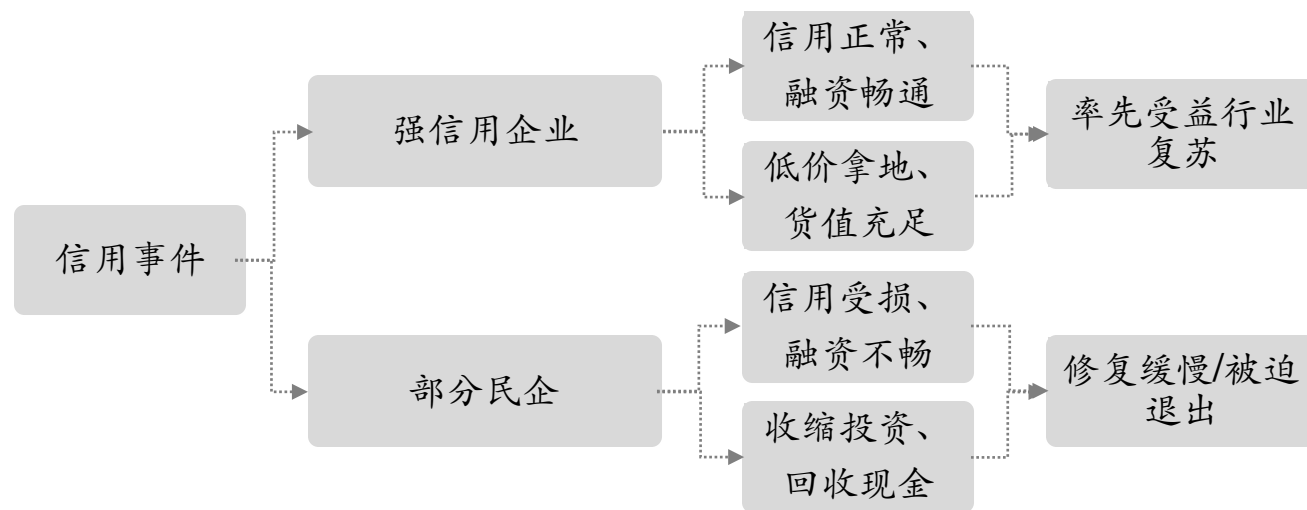 信用事件
强信用企业
信用正常、
融资畅通
低价拿地、
货值充足
率先受益行业
复苏
部分民企
信用受损、
融资不畅
收缩投资、
回收现金
修复缓慢/被迫
退出